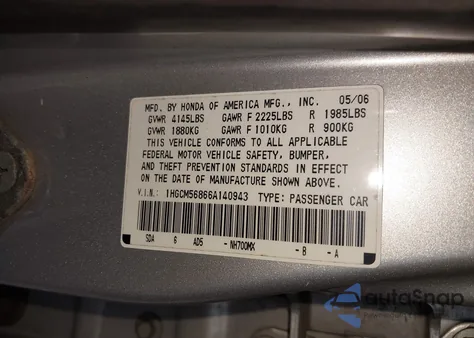 MFD. BY HONDA OF AMERICA MFG., INC. 05/06
GVWR 4145LBS GAWR F 2225LBS R 1985LBS
GVWR 1880KG GAWR F 1010KG R 900KG
THIS VEHICLE CONFORMS TO ALL APPLICABLE
FEDERAL MOTOR VEHICLE SAFETY, BUMPER,
AND THEFT PREVENTION STANDARDS IN EFFECT
ON THE DATE OF MANUFACTURE SHOWN ABOVE.
V.I.N.: 1HGCM56866A140943 TYPE: PASSENGER CAR
SDA 6 AD5 -NH700MX -B -A
autoSnap